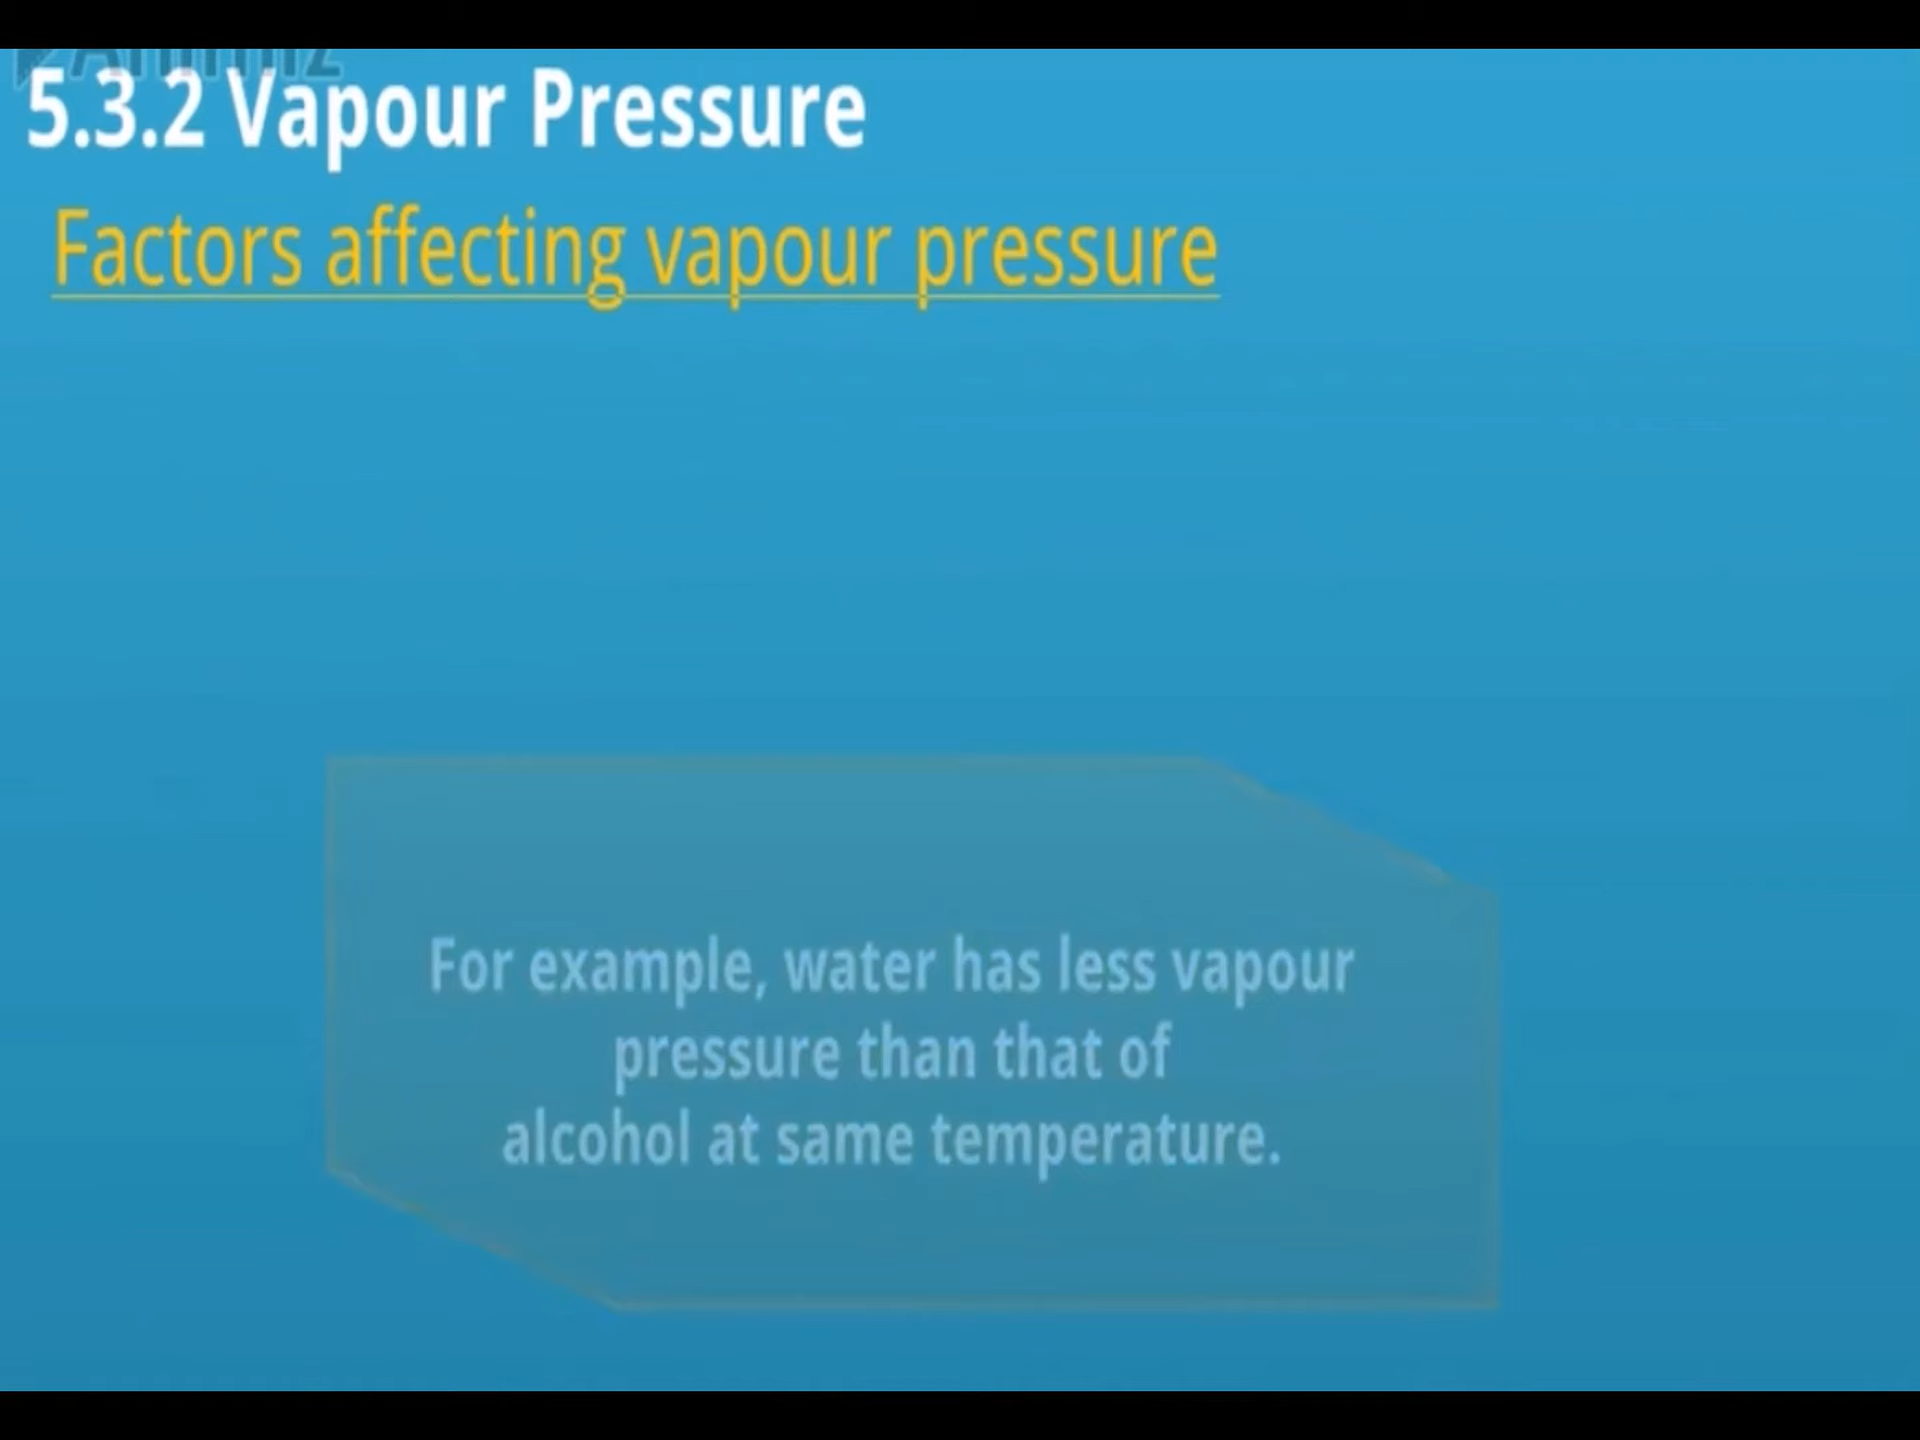 5.3.2 Vapour Pressure
Factors affecting vapour pressure
For example, water has less vapour
pressure than that of
alcohol at same temperature.